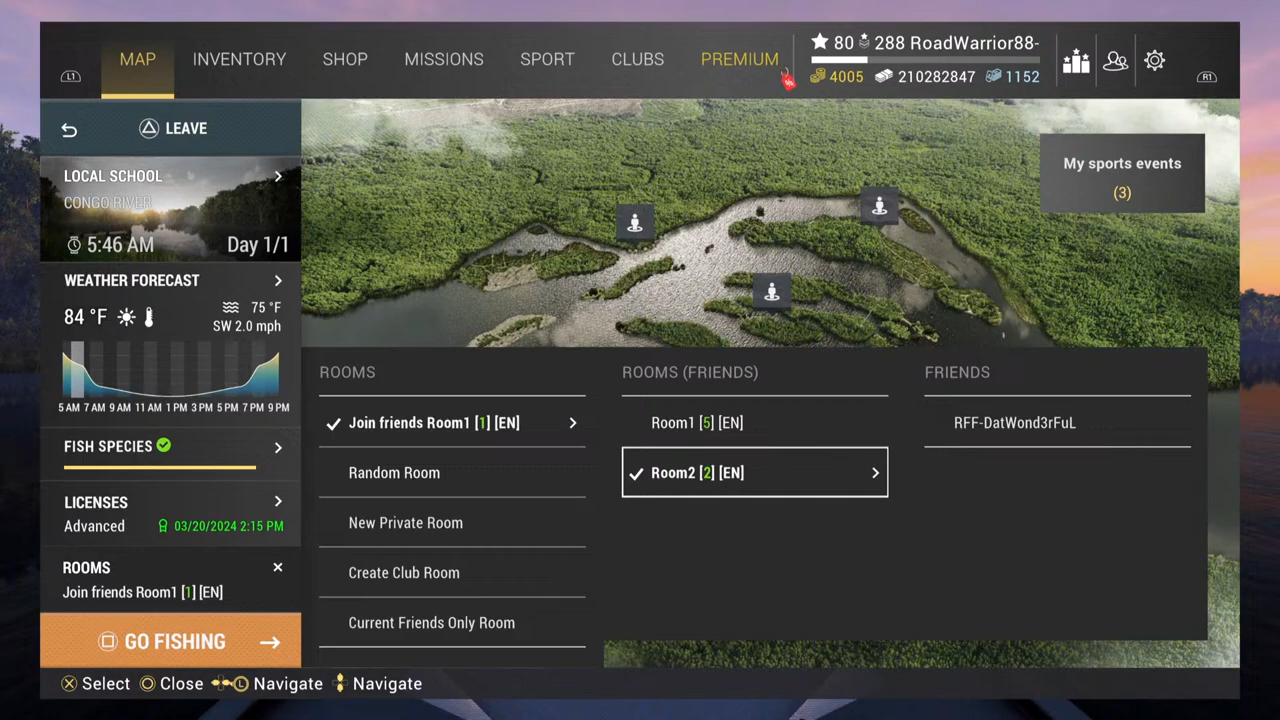 L1
MAP
INVENTORY
SHOP
MISSIONS
SPORT
CLUBS
PREMIUM
80 288 RoadWarrior88-
4005 210282847 1152
R1
LEAVE
LOCAL SCHOOL
CONGO RIVER
5:46 AM Day 1/1
WEATHER FORECAST
84 °F 75 °F
SW 2.0 mph
5 AM 7 AM 9 AM 11 AM 1 PM 3 PM 5 PM 7 PM 9 PM
FISH SPECIES
LICENSES
Advanced 03/20/2024 2:15 PM
ROOMS
Join friends Room1 [1] [EN]
GO FISHING
My sports events
(3)
ROOMS
Join friends Room1 [1] [EN]
Random Room
New Private Room
Create Club Room
Current Friends Only Room
ROOMS (FRIENDS)
Room1 [5] [EN]
Room2 [2] [EN]
FRIENDS
RFF-DatWond3rFuL
Select Close L Navigate Navigate